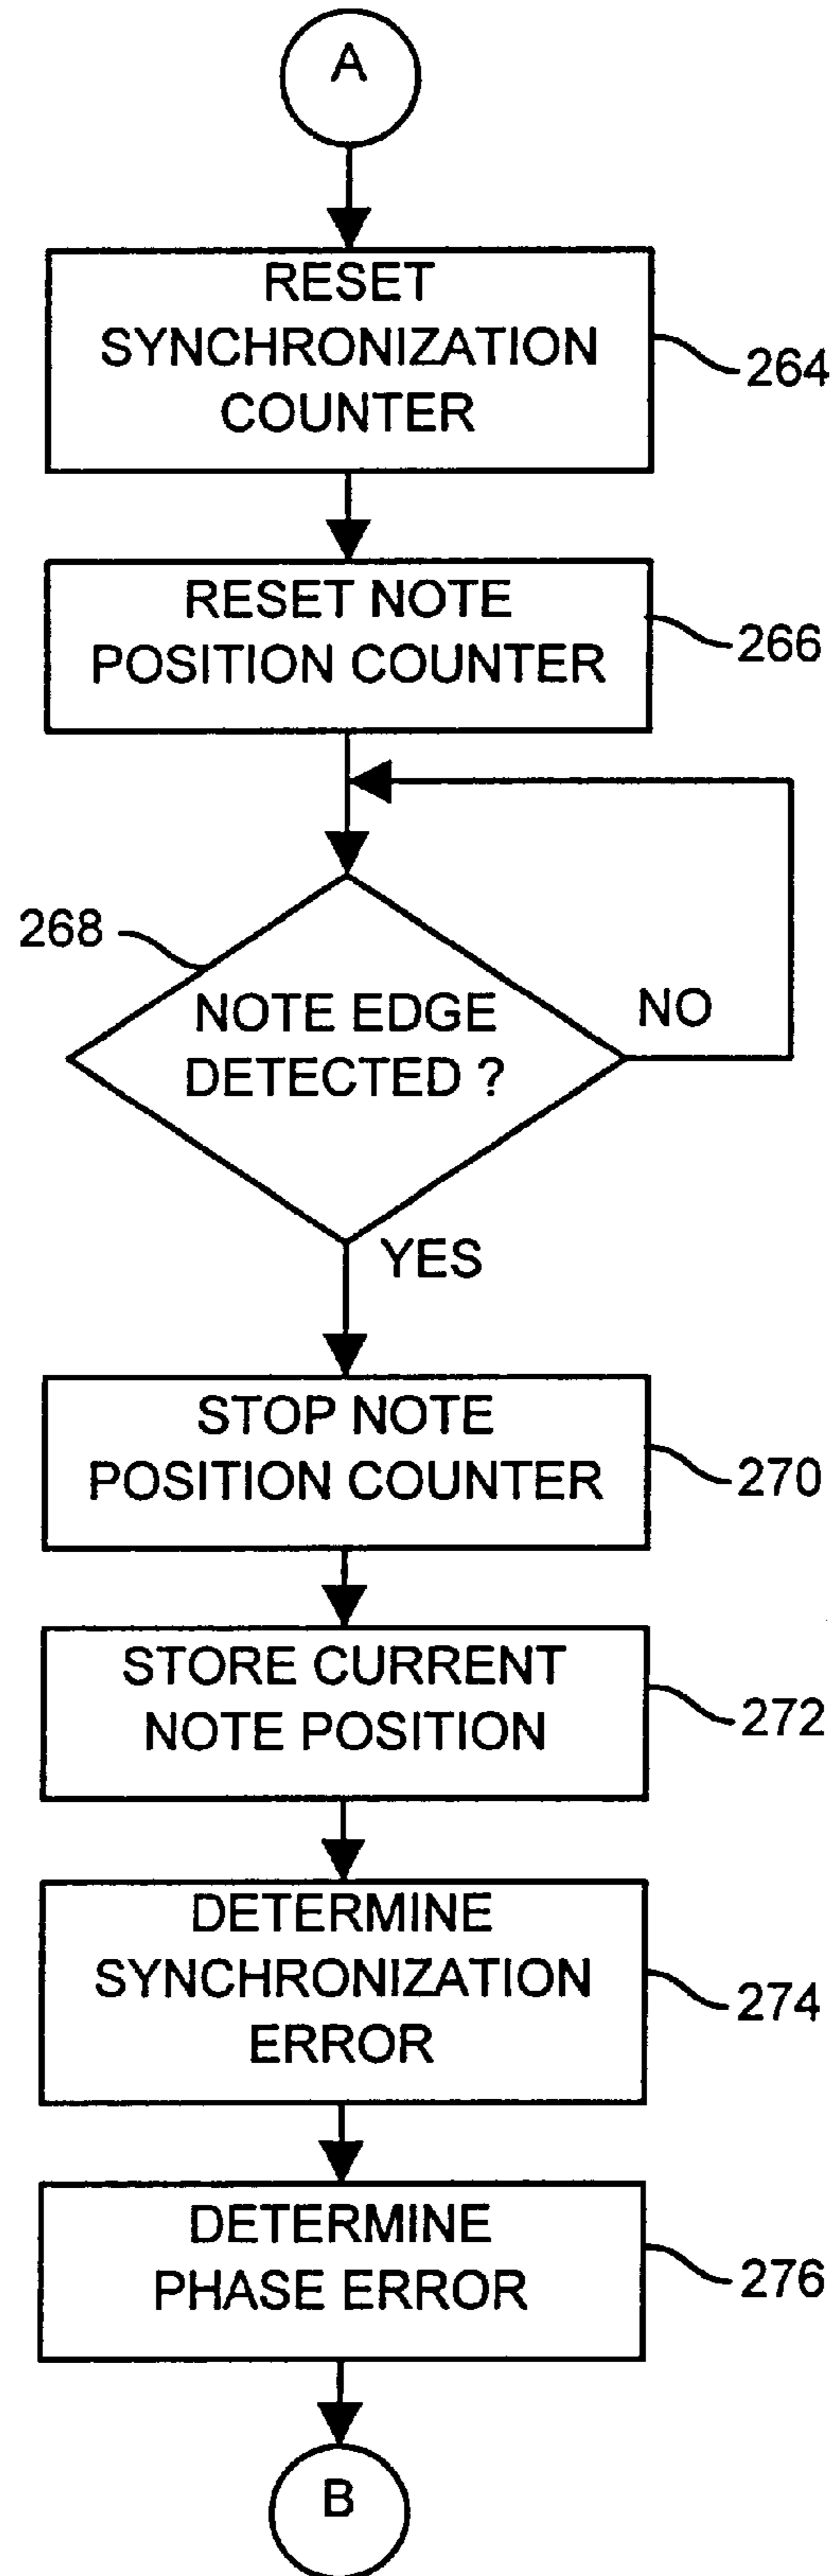 A
RESET
SYNCHRONIZATION
COUNTER
264
RESET NOTE
POSITION COUNTER
266
268
NOTE EDGE
DETECTED ?
NO
YES
STOP NOTE
POSITION COUNTER
270
STORE CURRENT
NOTE POSITION
272
DETERMINE
SYNCHRONIZATION
ERROR
274
DETERMINE
PHASE ERROR
276
B